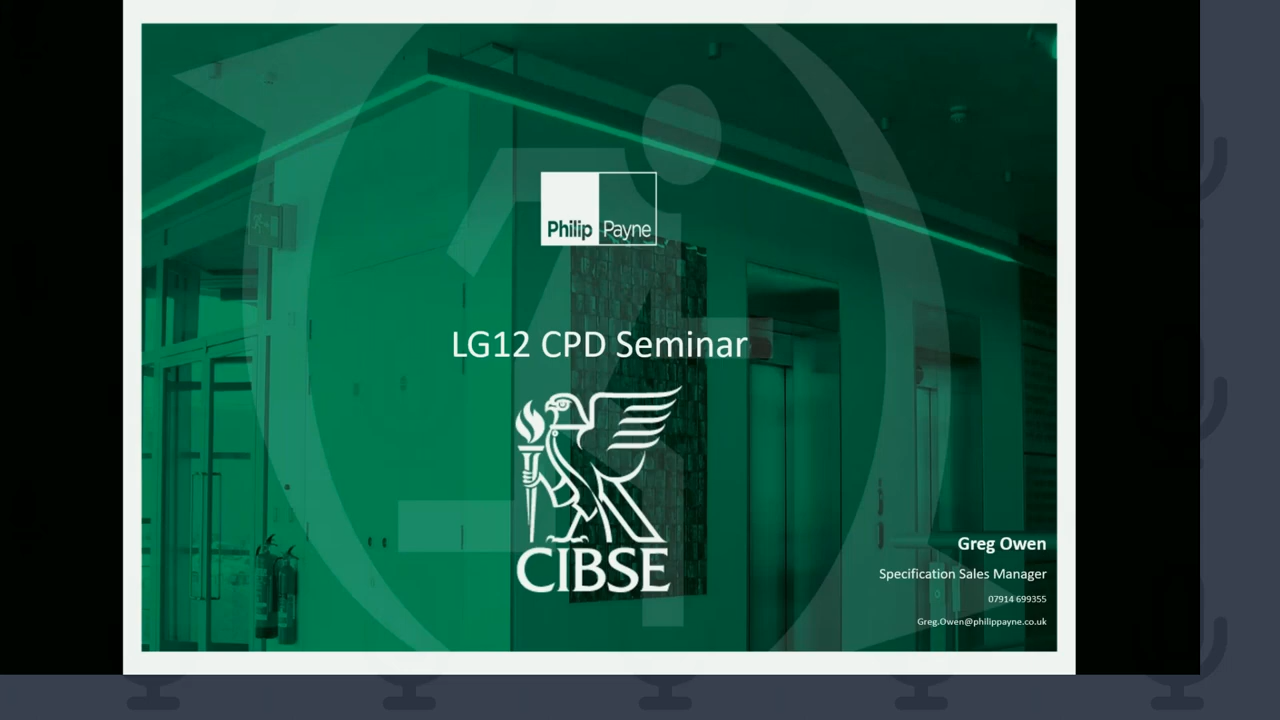 Philip Payne
LG12 CPD Seminar
CIBSE
Greg Owen
Specification Sales Manager
07914 699355
Greg.Owen@philippayne.co.uk